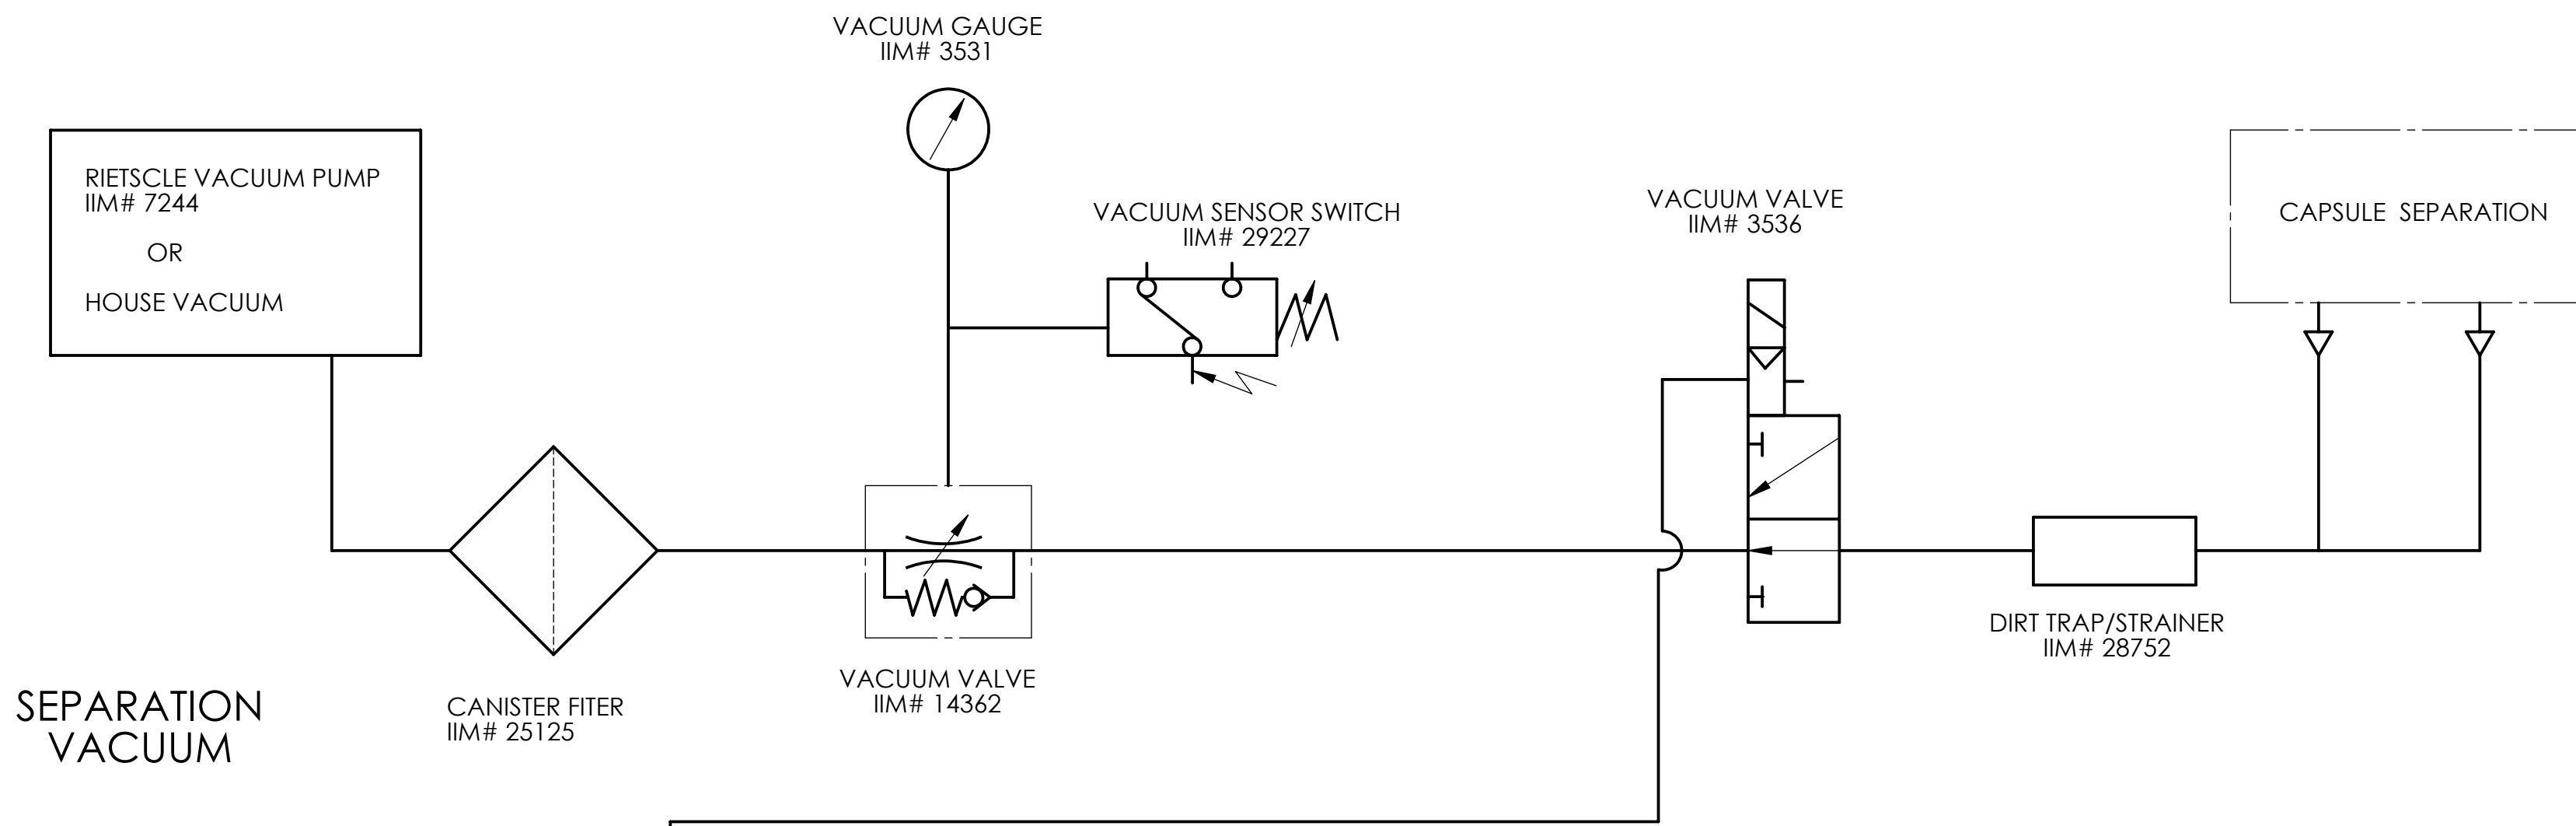 VACUUM GAUGE
IIM# 3531
RIETSCLE VACUUM PUMP
IIM# 7244
OR
HOUSE VACUUM
VACUUM SENSOR SWITCH
IIM# 29227
VACUUM VALVE
IIM# 3536
CAPSULE SEPARATION
DIRT TRAP/STRAINER
IIM# 28752
VACUUM VALVE
IIM# 14362
CANISTER FITER
IIM# 25125
SEPARATION
VACUUM